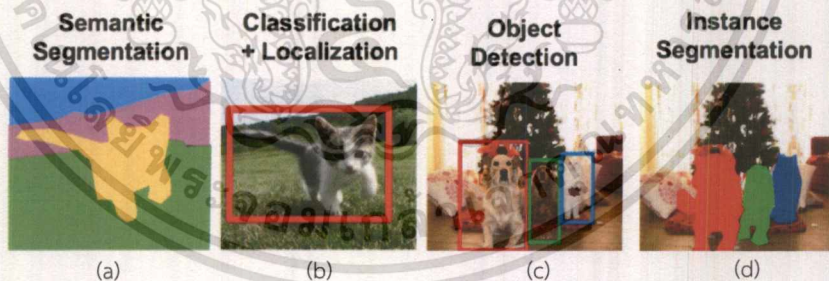 Semantic
Segmentation
Classification
+ Localization
Object
Detection
Instance
Segmentation
(a)
(b)
(c)
(d)